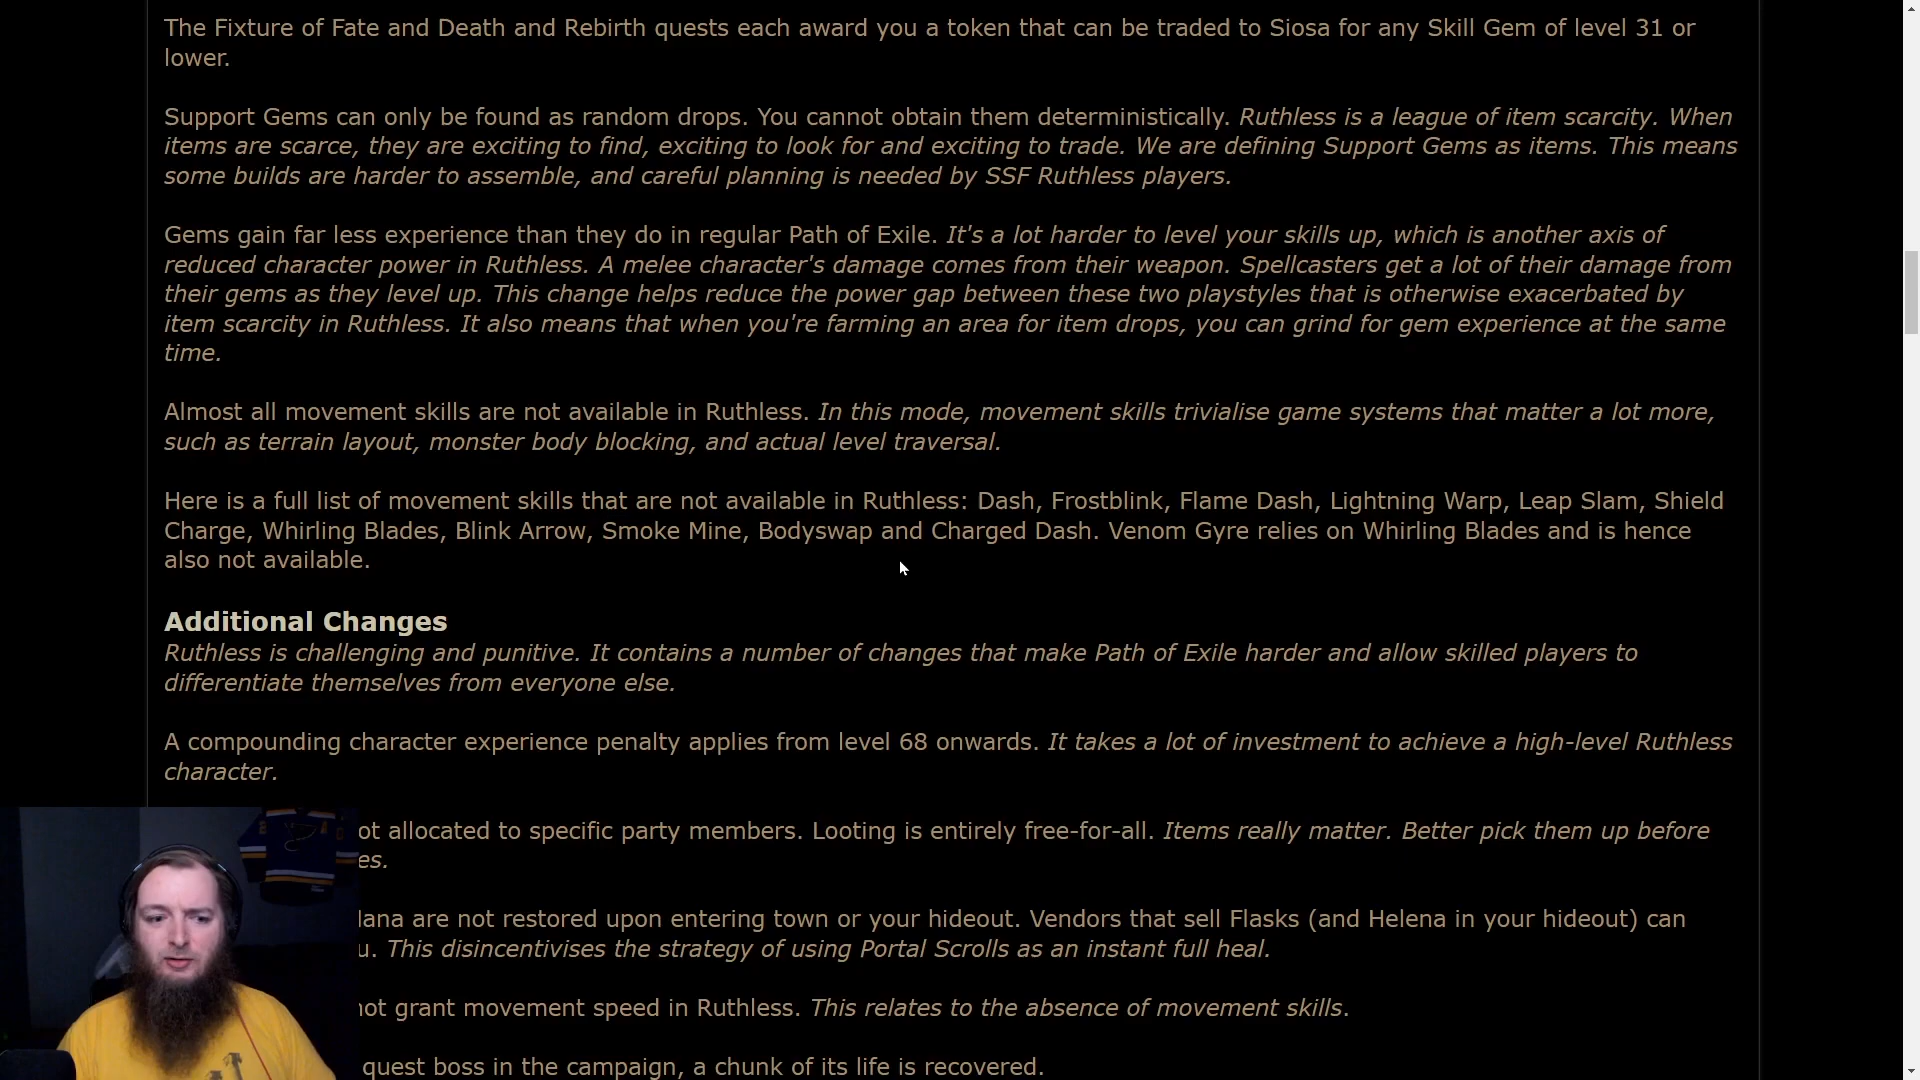 The Fixture of Fate and Death and Rebirth quests each award you a token that can be traded to Siosa for any Skill Gem of level 31 or
lower.
Support Gems can only be found as random drops. You cannot obtain them deterministically. Ruthless is a league of item scarcity. When
items are scarce, they are exciting to find, exciting to look for and exciting to trade. We are defining Support Gems as items. This means
some builds are harder to assemble, and careful planning is needed by SSF Ruthless players.
Gems gain far less experience than they do in regular Path of Exile. It's a lot harder to level your skills up, which is another axis of
reduced character power in Ruthless. A melee character's damage comes from their weapon. Spellcasters get a lot of their damage from
their gems as they level up. This change helps reduce the power gap between these two playstyles that is otherwise exacerbated by
item scarcity in Ruthless. It also means that when you're farming an area for item drops, you can grind for gem experience at the same
time.
Almost all movement skills are not available in Ruthless. In this mode, movement skills trivialise game systems that matter a lot more,
such as terrain layout, monster body blocking, and actual level traversal.
Here is a full list of movement skills that are not available in Ruthless: Dash, Frostblink, Flame Dash, Lightning Warp, Leap Slam, Shield
Charge, Whirling Blades, Blink Arrow, Smoke Mine, Bodyswap and Charged Dash. Venom Gyre relies on Whirling Blades and is hence
also not available.
Additional Changes
Ruthless is challenging and punitive. It contains a number of changes that make Path of Exile harder and allow skilled players to
differentiate themselves from everyone else.
A compounding character experience penalty applies from level 68 onwards. It takes a lot of investment to achieve a high-level Ruthless
character.
ot allocated to specific party members. Looting is entirely free-for-all. Items really matter. Better pick them up before
es.
ana are not restored upon entering town or your hideout. Vendors that sell Flasks (and Helena in your hideout) can
u. This disincentivises the strategy of using Portal Scrolls as an instant full heal.
not grant movement speed in Ruthless. This relates to the absence of movement skills.
quest boss in the campaign, a chunk of its life is recovered.